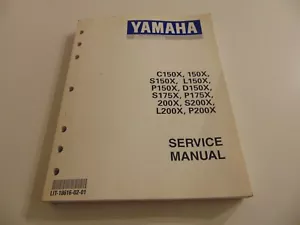 YAMAHA
C150X, 150X,
S150X, L150X,
P150X, D150X,
S175X, P175X,
200X, S200X,
L200X, P200X
SERVICE
MANUAL
LIT-18616-02-01